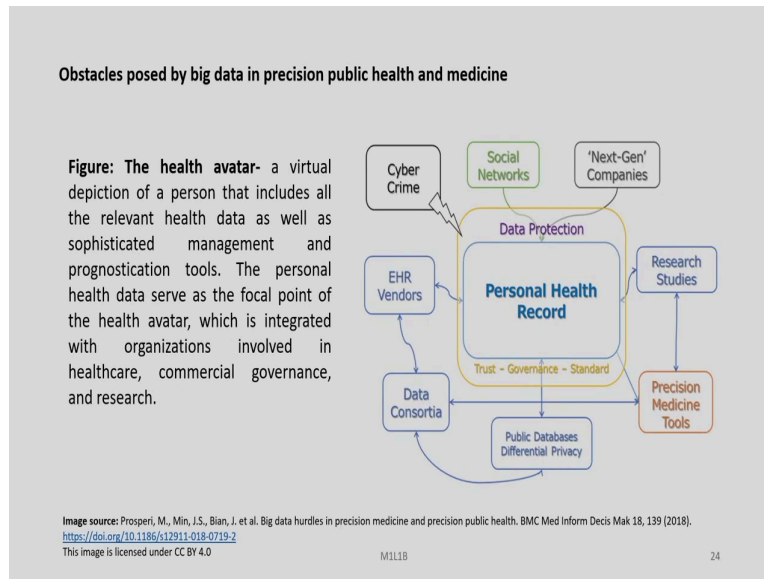 Obstacles posed by big data in precision public health and medicine
Figure: The health avatar- a virtual
depiction of a person that includes all
the relevant health data as well as
sophisticated management and
prognostication tools. The personal
health data serve as the focal point of
the health avatar, which is integrated
with organizations involved in
healthcare, commercial governance,
and research.
Cyber
Crime
Social
Networks
'Next-Gen'
Companies
Data Protection
EHR
Vendors
Personal Health
Record
Research
Studies
Trust – Governance – Standard
Data
Consortia
Public Databases
Differential Privacy
Precision
Medicine
Tools
Image source: Prosperi, M., Min, J.S., Bian, J. et al. Big data hurdles in precision medicine and precision public health. BMC Med Inform Decis Mak 18, 139 (2018).
https://doi.org/10.1186/s12911-018-0719-2
This image is licensed under CC BY 4.0
M1L1B
24